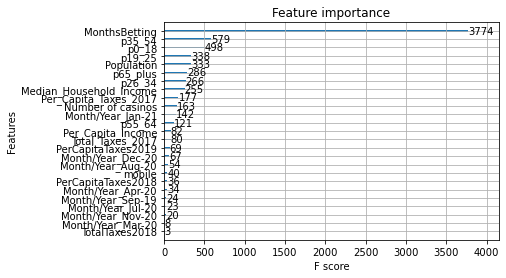 Feature importance
MonthsBetting 3774
p35_54 579
p0_18 498
p19_25 338
Population 333
p65_plus 286
p26_34 266
Median_Household_Income 255
Per_Capita_Taxes_2017 177
Number of casinos 163
Month/Year_Jan-21 142
p55_64 121
Per_Capita_Income 82
Total_Taxes_2017 80
PerCapitaTaxes2019 69
Month/Year_Dec-20 67
Month/Year_Aug-20 54
mobile 40
PerCapitaTaxes2018 36
Month/Year_Apr-20 34
Month/Year_Sep-19 24
Month/Year_Jul-20 23
Month/Year_Nov-20 20
Month/Year_Mar-20 8
TotalTaxes2018 3
Features
0 500 1000 1500 2000 2500 3000 3500 4000
F score